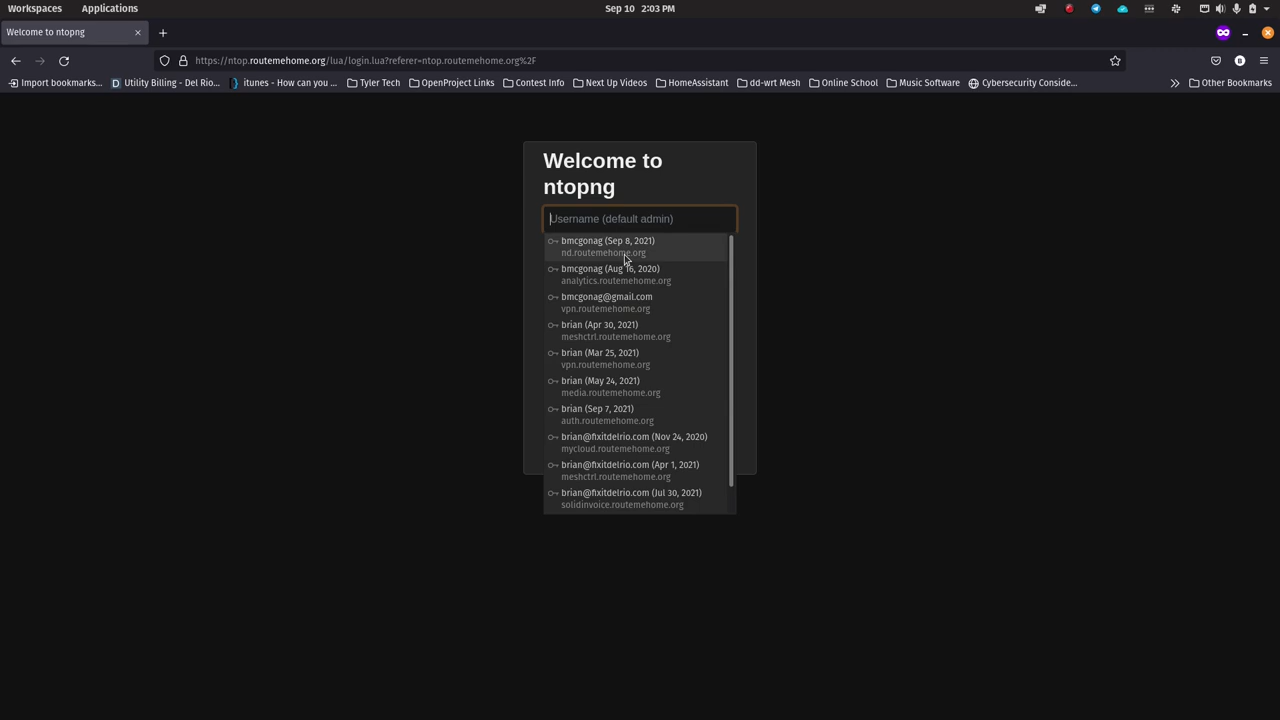 Workspaces Applications Sep 10 2:03 PM
Welcome to ntopng
https://ntop.routemehome.org/lua/login.lua?referer=ntop.routemehome.org%2F
Import bookmarks... Utility Billing - Del Rio... itunes - How can you ... Tyler Tech OpenProject Links Contest Info Next Up Videos HomeAssistant dd-wrt Mesh Online School Music Software Cybersecurity Conside... Other Bookmarks
Welcome to
ntopng
Username (default admin)
bmcgonag (Sep 8, 2021)
nd.routemehome.org
bmcgonag (Aug 16, 2020)
analytics.routemehome.org
bmcgonag@gmail.com
vpn.routemehome.org
brian (Apr 30, 2021)
meshctrl.routemehome.org
brian (Mar 25, 2021)
vpn.routemehome.org
brian (May 24, 2021)
media.routemehome.org
brian (Sep 7, 2021)
auth.routemehome.org
brian@fixitdelrio.com (Nov 24, 2020)
mycloud.routemehome.org
brian@fixitdelrio.com (Apr 1, 2021)
meshctrl.routemehome.org
brian@fixitdelrio.com (Jul 30, 2021)
solidinvoice.routemehome.org